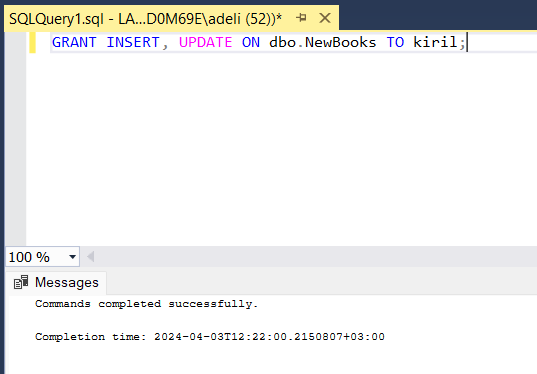 SQLQuery1.sql - LA...D0M69E\adeli (52))*
GRANT INSERT, UPDATE ON dbo.NewBooks TO kiril;
100 %
Messages
Commands completed successfully.
Completion time: 2024-04-03T12:22:00.2150807+03:00